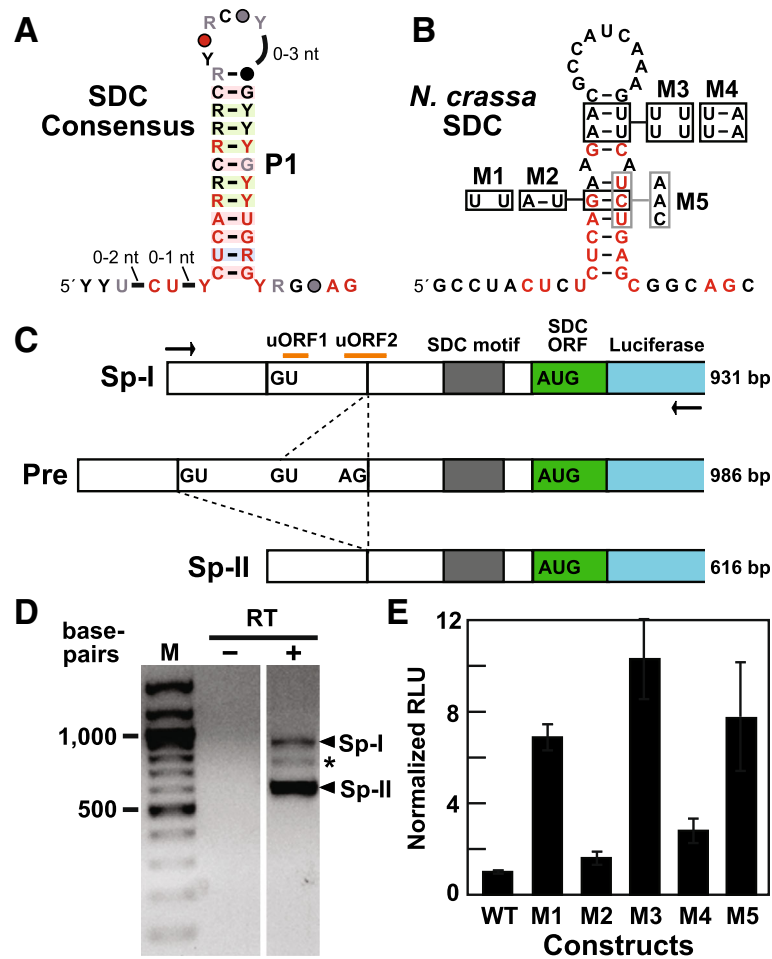 A
R C Y
R
Y
0-3 nt
R
C G
R Y
R Y
R Y
C G
R Y
R Y
A U
C G
U R
C G
SDC
Consensus
P1
0-2 nt 0-1 nt
5´ Y Y U C U Y
Y R G A G
B
N. crassa
SDC
C C G C A U C A A A G
A U
A U
G C
A A
A U
G C
A U
C G
U A
C G
M3 M4
U U U–A
U U U–A
M1 M2
U U A–U
A
A
C
M5
5´ G C C U A C U C U
C G G C A G C
C
uORF1 uORF2 SDC motif SDC ORF Luciferase
Sp-I GU AUG 931 bp
Pre GU GU AG AUG 986 bp
Sp-II AUG 616 bp
D
RT
base-
pairs M – +
1,000
500
Sp-I
*
Sp-II
E
Normalized RLU
12
8
4
0
WT M1 M2 M3 M4 M5
Constructs